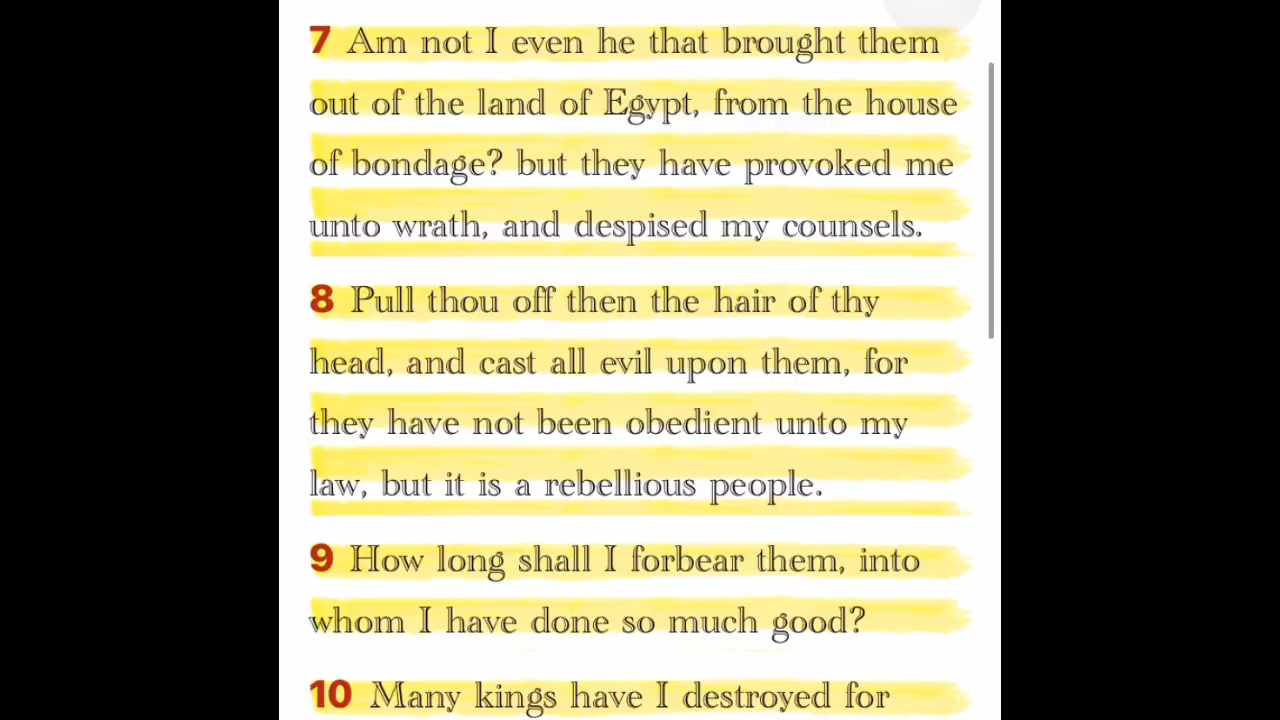 7 Am not I even he that brought them
out of the land of Egypt, from the house
of bondage? but they have provoked me
unto wrath, and despised my counsels.
8 Pull thou off then the hair of thy
head, and cast all evil upon them, for
they have not been obedient unto my
law, but it is a rebellious people.
9 How long shall I forbear them, into
whom I have done so much good?
10 Many kings have I destroyed for